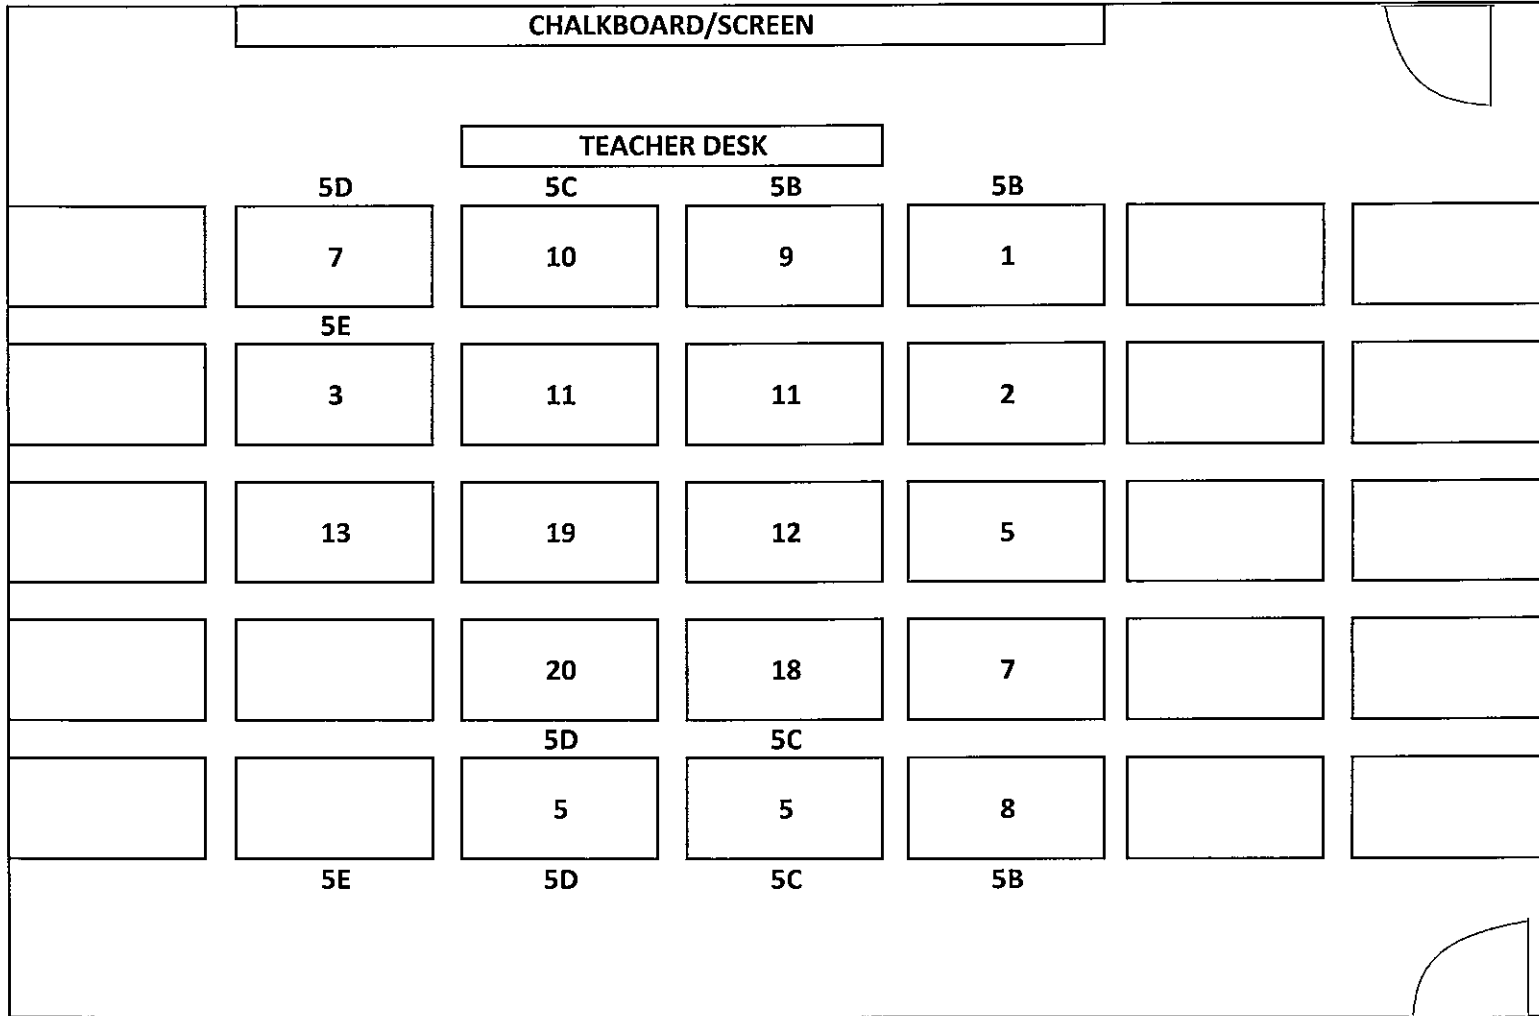 CHALKBOARD/SCREEN
TEACHER DESK
5D 5C 5B 5B
7 10 9 1
5E
3 11 11 2
13 19 12 5
20 18 7
5D 5C
5 5 8
5E 5D 5C 5B